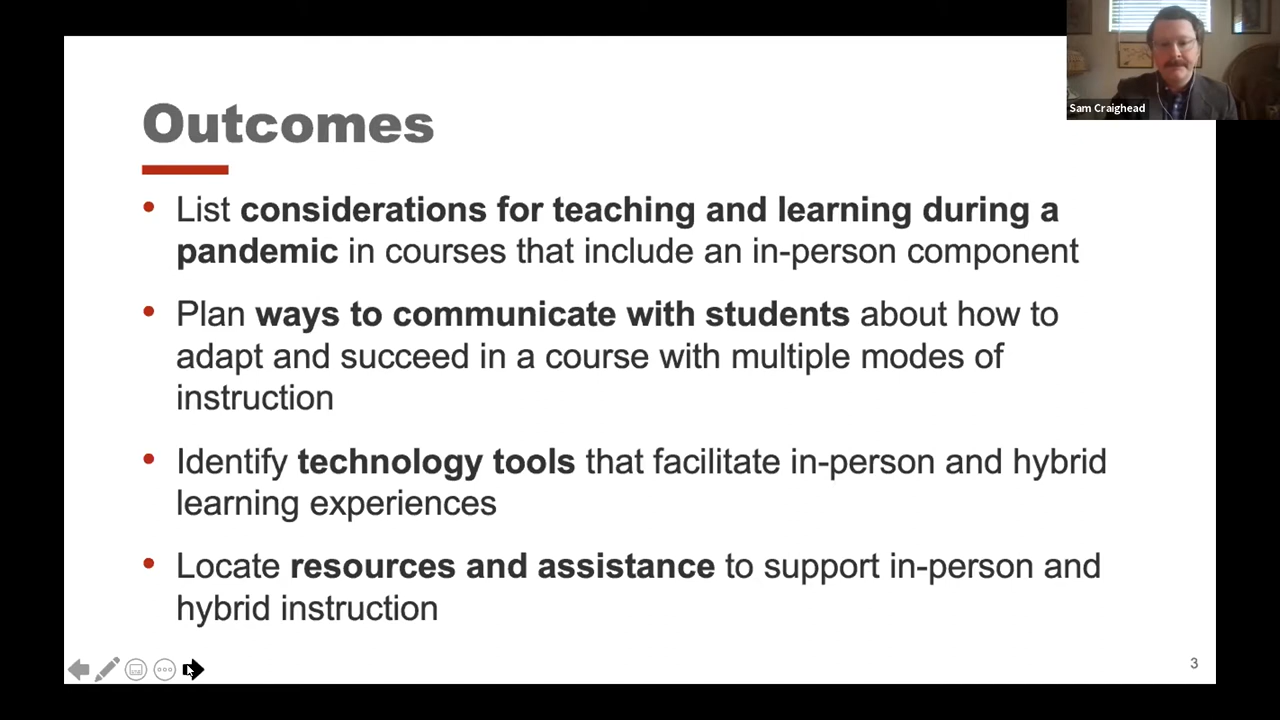 Sam Craighead
Outcomes
• List considerations for teaching and learning during a
pandemic in courses that include an in-person component
• Plan ways to communicate with students about how to
adapt and succeed in a course with multiple modes of
instruction
• Identify technology tools that facilitate in-person and hybrid
learning experiences
• Locate resources and assistance to support in-person and
hybrid instruction
3